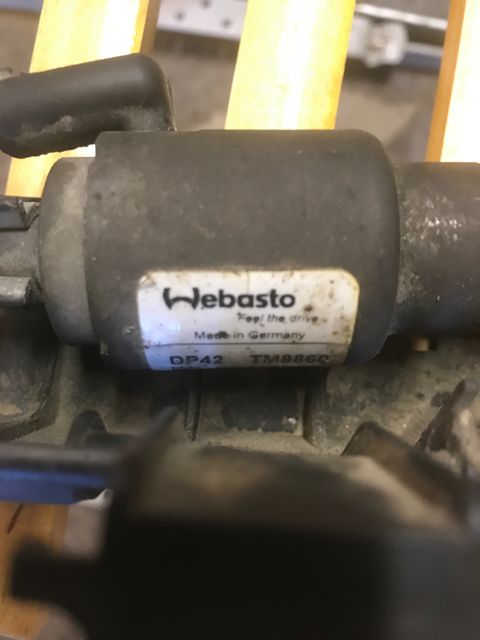 Webasto
Feel the drive
Made in Germany
DP42 TM8860